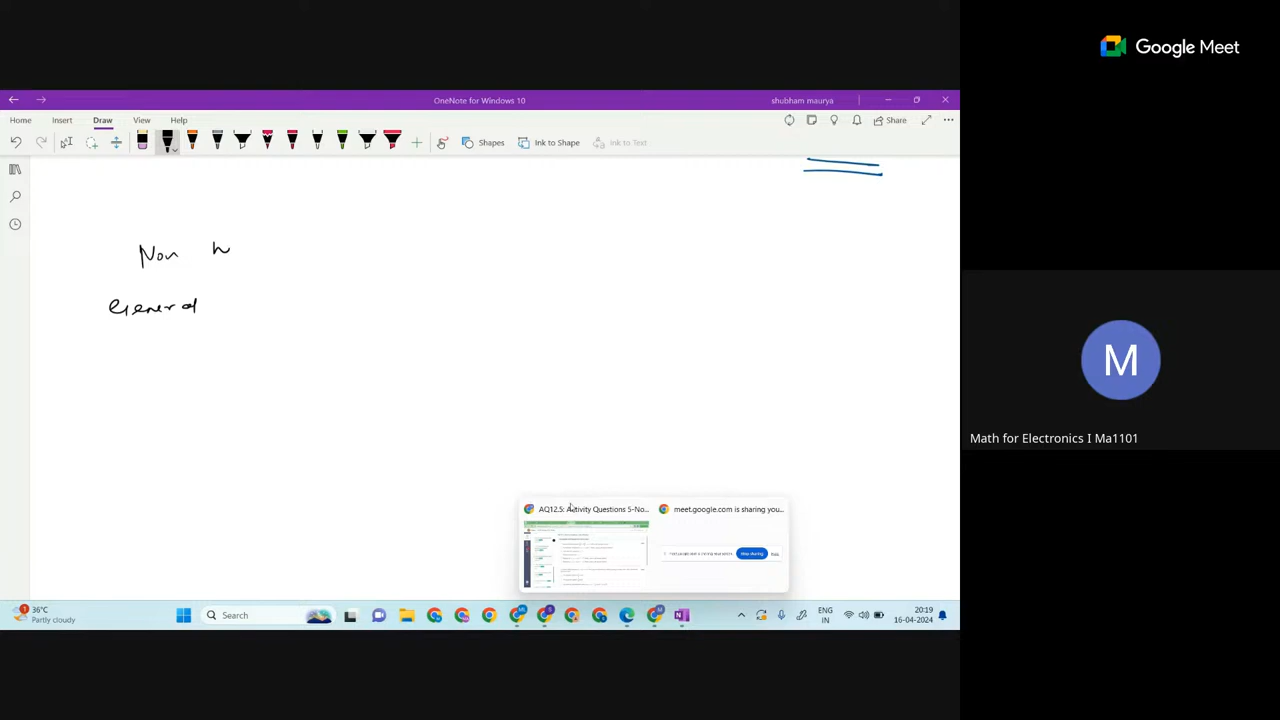 Google Meet
OneNote for Windows 10
shubham maurya
Home Insert Draw View Help
Share
Shapes Ink to Shape Ink to Text
Non h
General
AQ12.5: Activity Questions 5-No...
meet.google.com is sharing you...
Stop sharing
Hide
M
Math for Electronics I Ma1101
1
36°C
Partly cloudy
Search
ENG
IN
20:19
16-04-2024